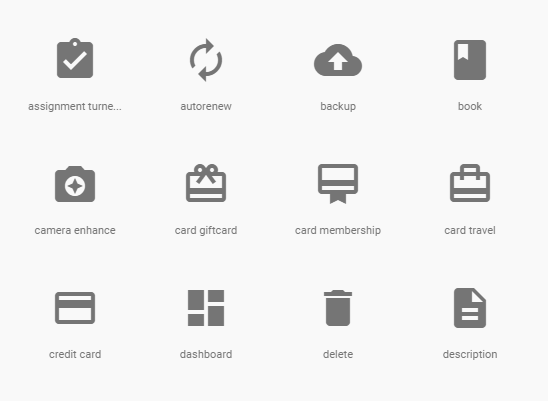 assignment turne...
autorenew
backup
book
camera enhance
card giftcard
card membership
card travel
credit card
dashboard
delete
description